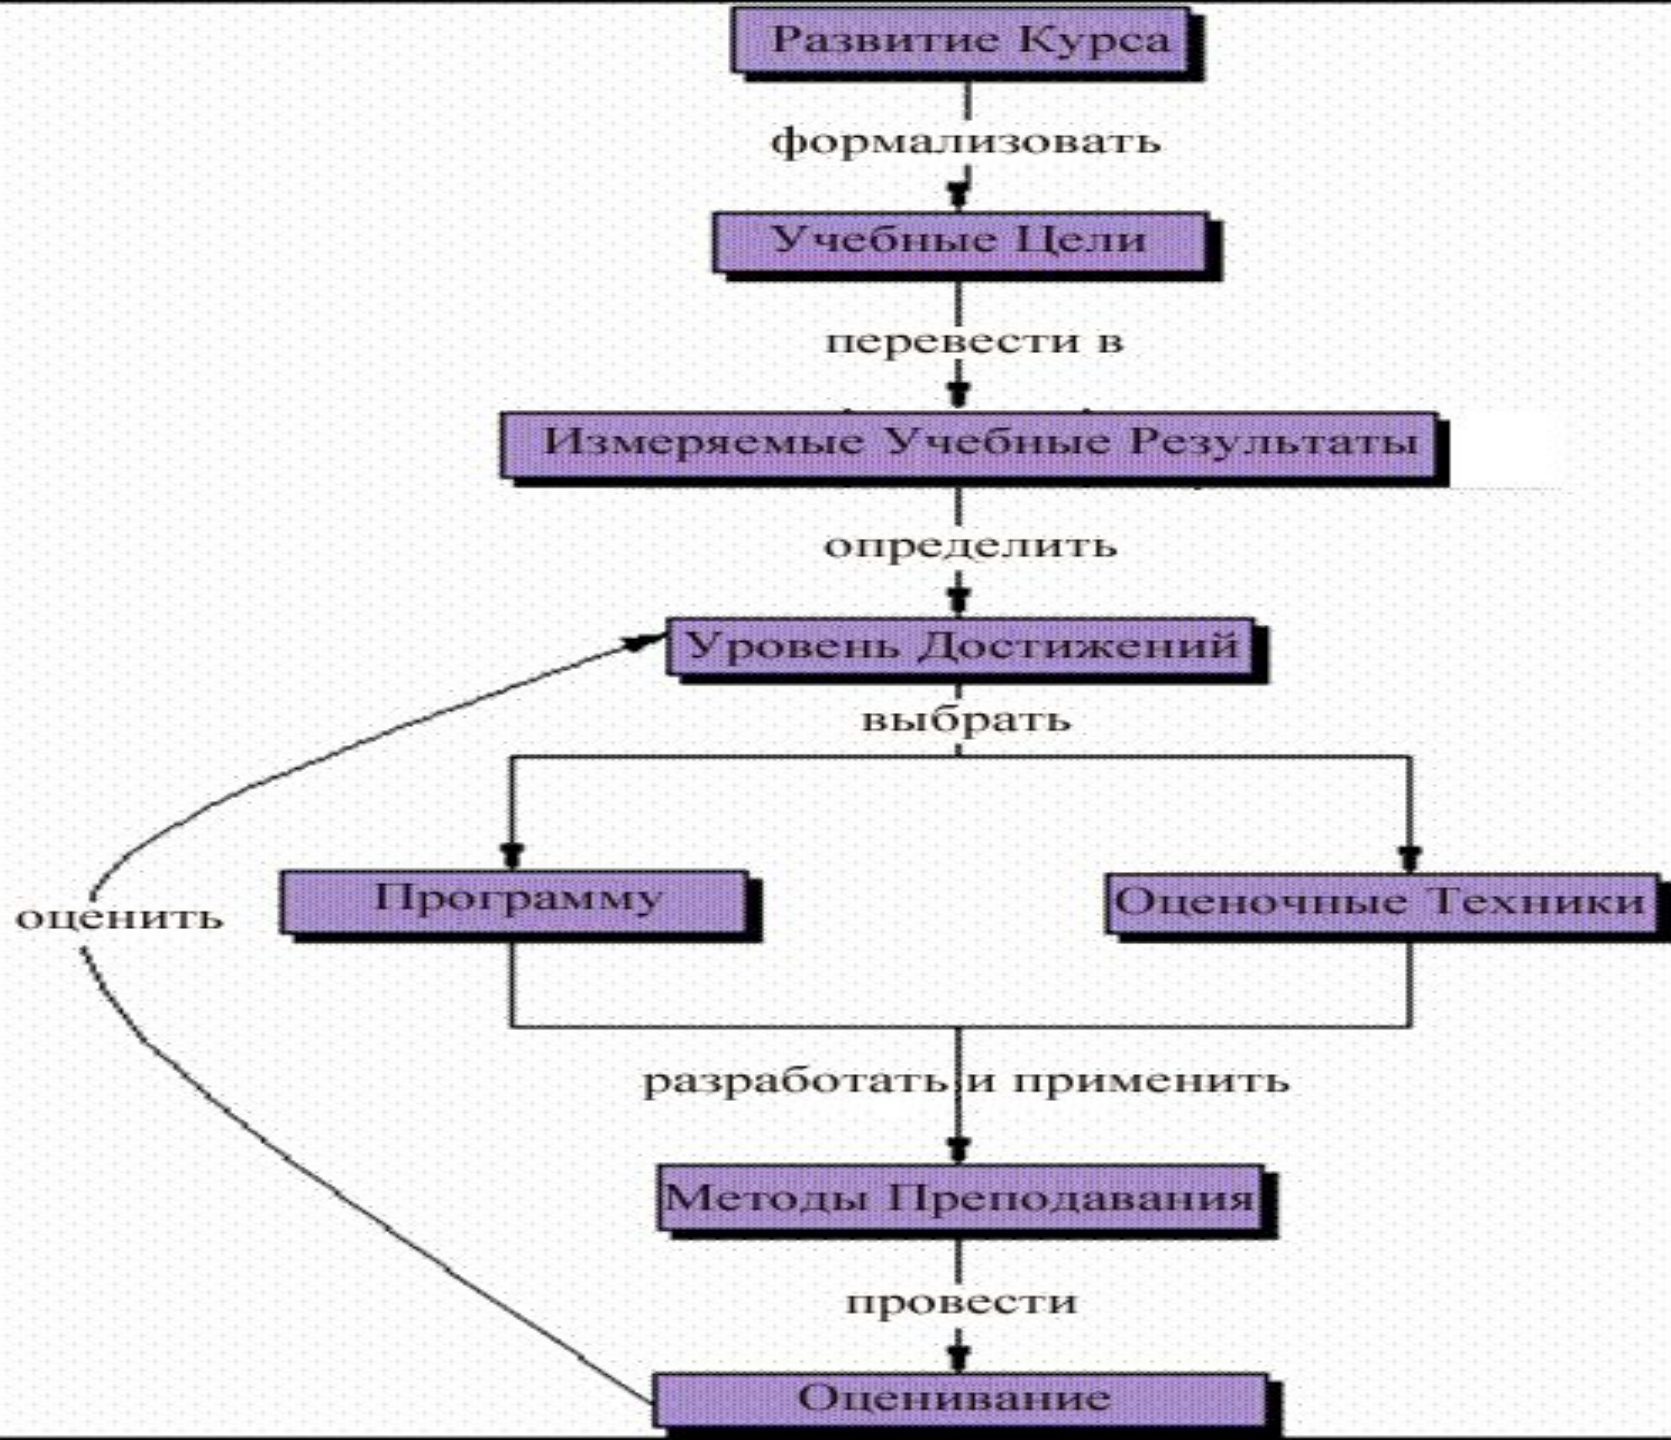 Развитие Курса
формализовать
Учебные Цели
перевести в
Измеряемые Учебные Результаты
определить
Уровень Достижений
выбрать
Программу
Оценочные Техники
оценить
разработать и применить
Методы Преподавания
провести
Оценивание